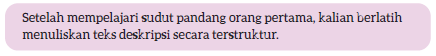 Setelah mempelajari sudut pandang orang pertama, kalian berlatih
menuliskan teks deskripsi secara terstruktur.